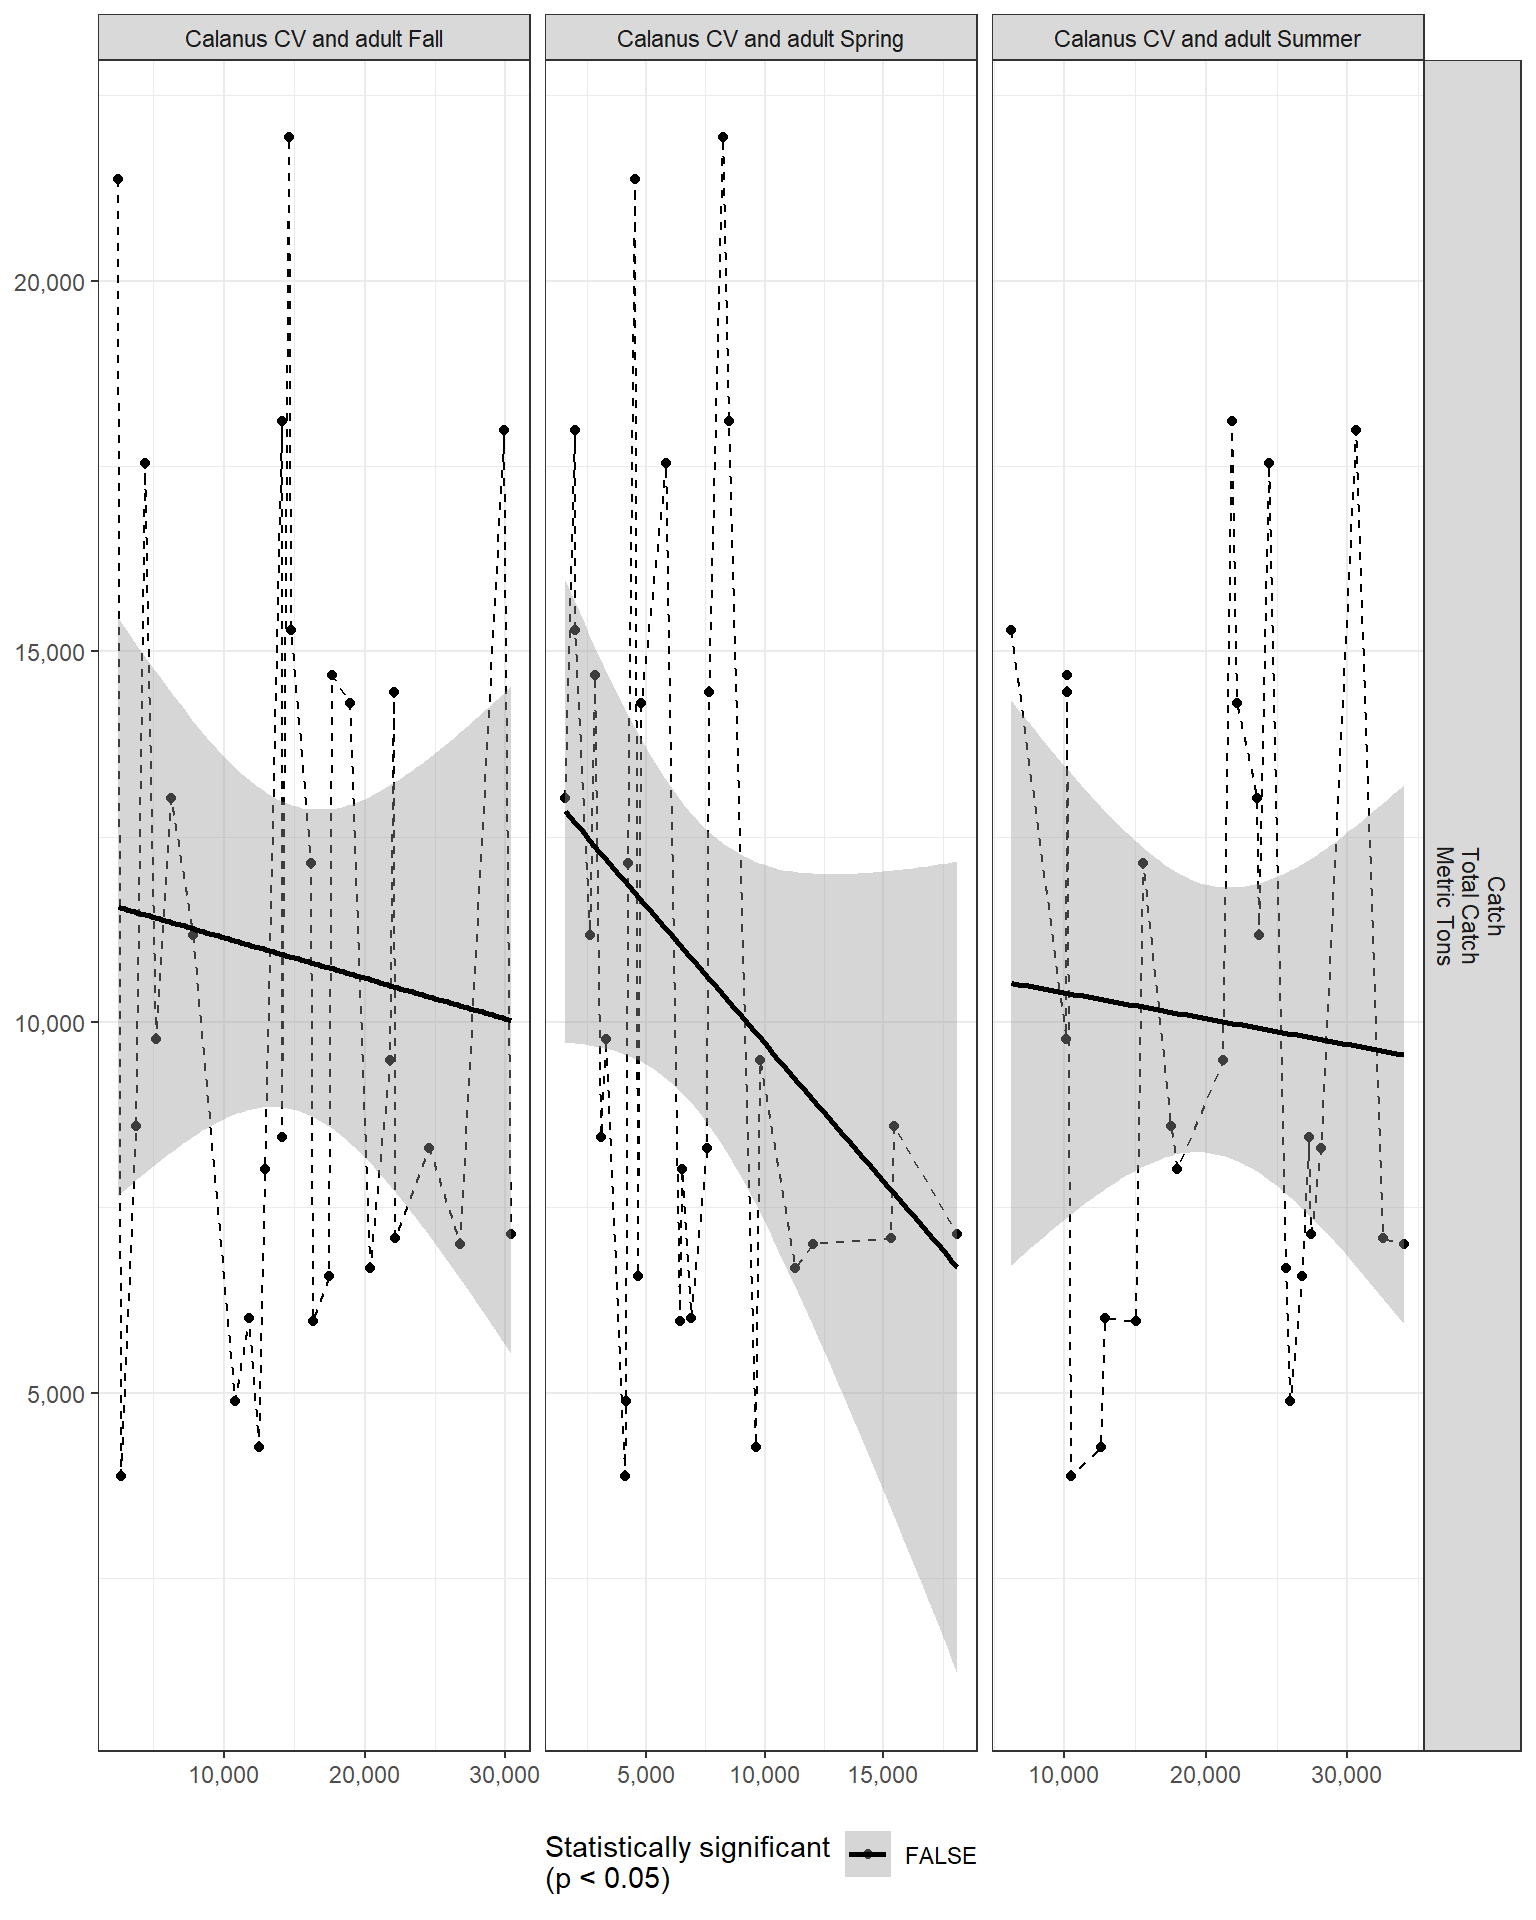 Calanus CV and adult Fall
Calanus CV and adult Spring
Calanus CV and adult Summer
20,000
15,000
10,000
5,000
Catch
Total Catch
Metric Tons
10,000
20,000
30,000
5,000
10,000
15,000
10,000
20,000
30,000
Statistically significant
(p < 0.05)
FALSE